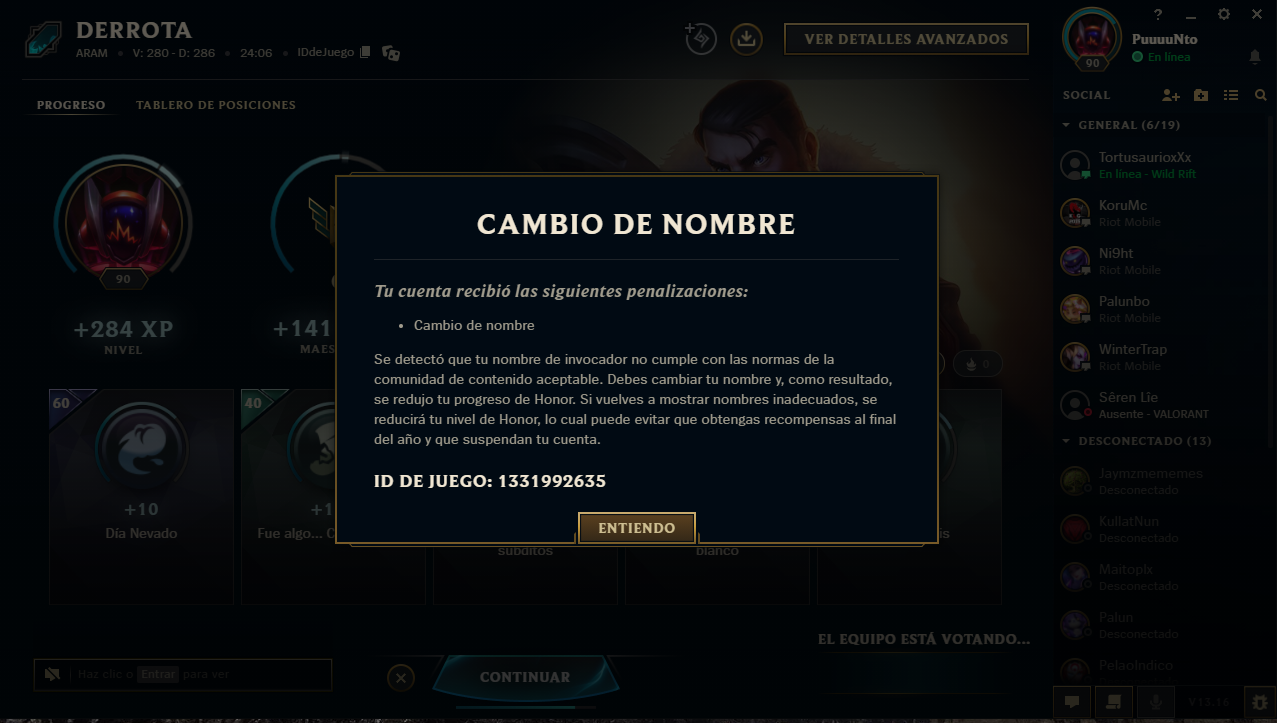 DERROTA
ARAM • V: 280 - D: 286 • 24:06 • IDdeJuego
VER DETALLES AVANZADOS
?
90
PuuuuNto
En línea
PROGRESO
TABLERO DE POSICIONES
SOCIAL
GENERAL (6/19)
TortusaurioxXx
En línea - Wild Rift
KoruMc
Riot Mobile
Ni9ht
Riot Mobile
Palunbo
Riot Mobile
WinterTrap
Riot Mobile
Séren Lïe
Ausente - VALORANT
DESCONECTADO (13)
Jaymzmememes
Desconectado
KullatNun
Desconectado
Maitopix
Desconectado
Palun
Desconectado
PelaoIndico
90
+284 XP
NIVEL
+141
MAES
0
CAMBIO DE NOMBRE
Tu cuenta recibió las siguientes penalizaciones:
• Cambio de nombre
Se detectó que tu nombre de invocador no cumple con las normas de la
comunidad de contenido aceptable. Debes cambiar tu nombre y, como resultado,
se redujo tu progreso de Honor. Si vuelves a mostrar nombres inadecuados, se
reducirá tu nivel de Honor, lo cual puede evitar que obtengas recompensas al final
del año y que suspendan tu cuenta.
ID DE JUEGO: 1331992635
ENTIENDO
60
+10
Día Nevado
40
+1
Fue algo... C
súbditos
blanco
is
EL EQUIPO ESTÁ VOTANDO...
Haz clic o Entrar para ver
CONTINUAR
V13.16